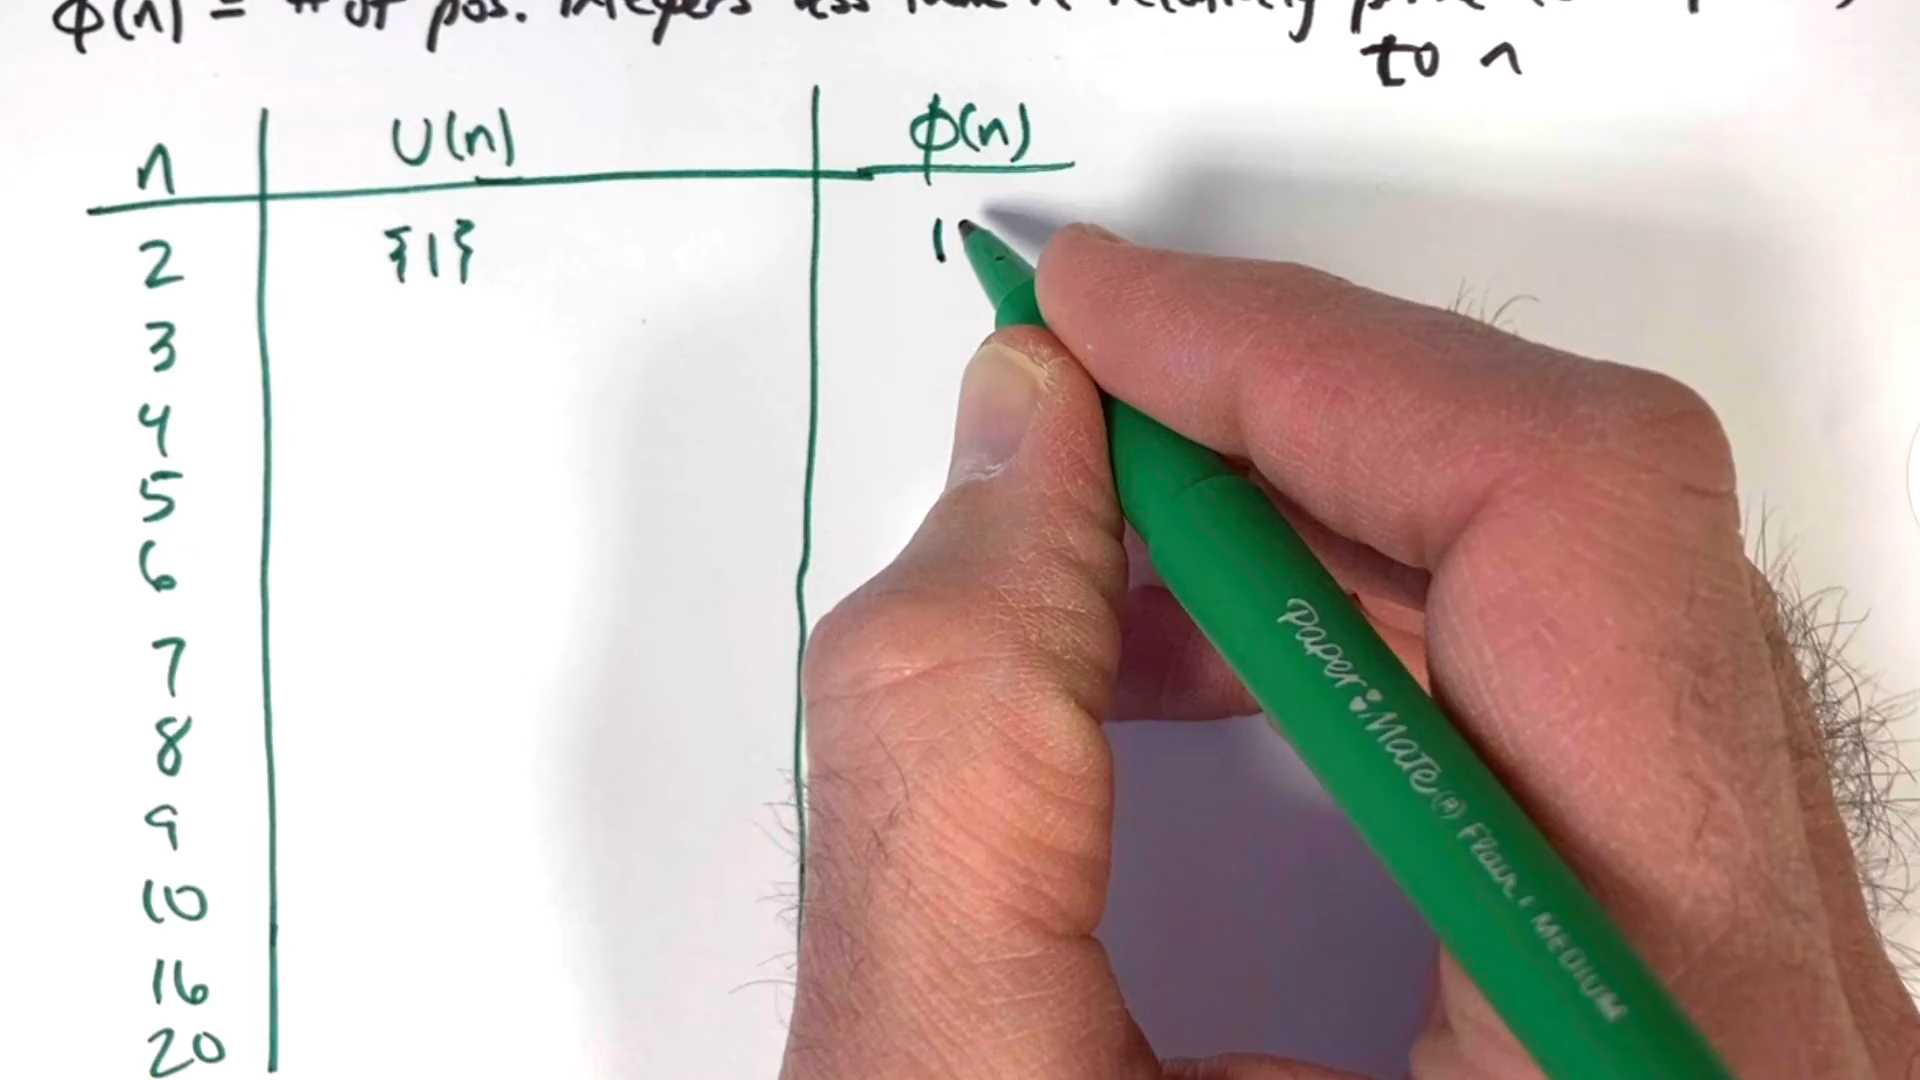 φ(n) = # of pos. integers less than n relatively prime
to n
n U(n) φ(n)
2 {1} 1
3
4
5
6
7
8
9
10
16
20
Paper Mate® Flair • MEDIUM